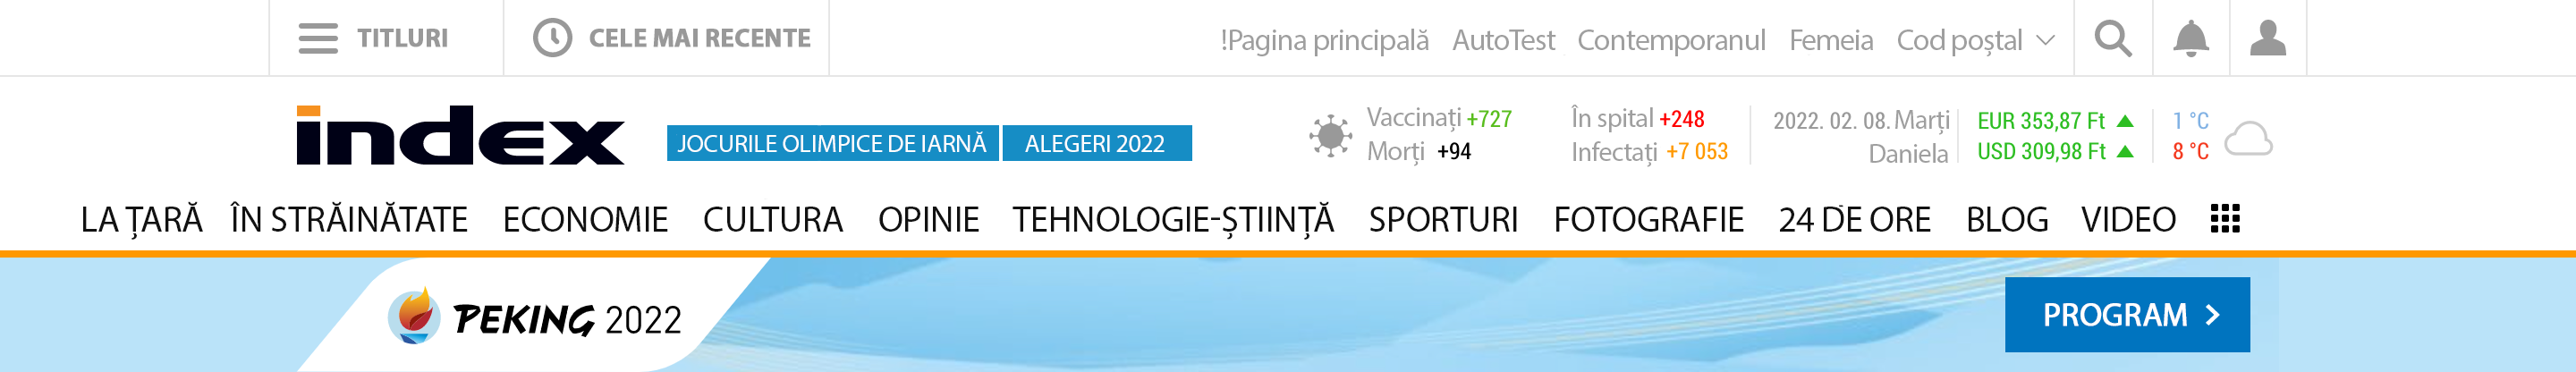 TITLURI CELE MAI RECENTE !Pagina principală AutoTest Contemporanul Femeia Cod poștal
index JOCURILE OLIMPICE DE IARNĂ ALEGERI 2022
Vaccinați +727 În spital +248 2022. 02. 08. Marți EUR 353,87 Ft 1 °C
Morți +94 Infectați +7 053 Daniela USD 309,98 Ft 8 °C
LA ȚARĂ ÎN STRĂINĂTATE ECONOMIE CULTURA OPINIE TEHNOLOGIE-ȘTIINȚĂ SPORTURI FOTOGRAFIE 24 DE ORE BLOG VIDEO
PEKING 2022 PROGRAM